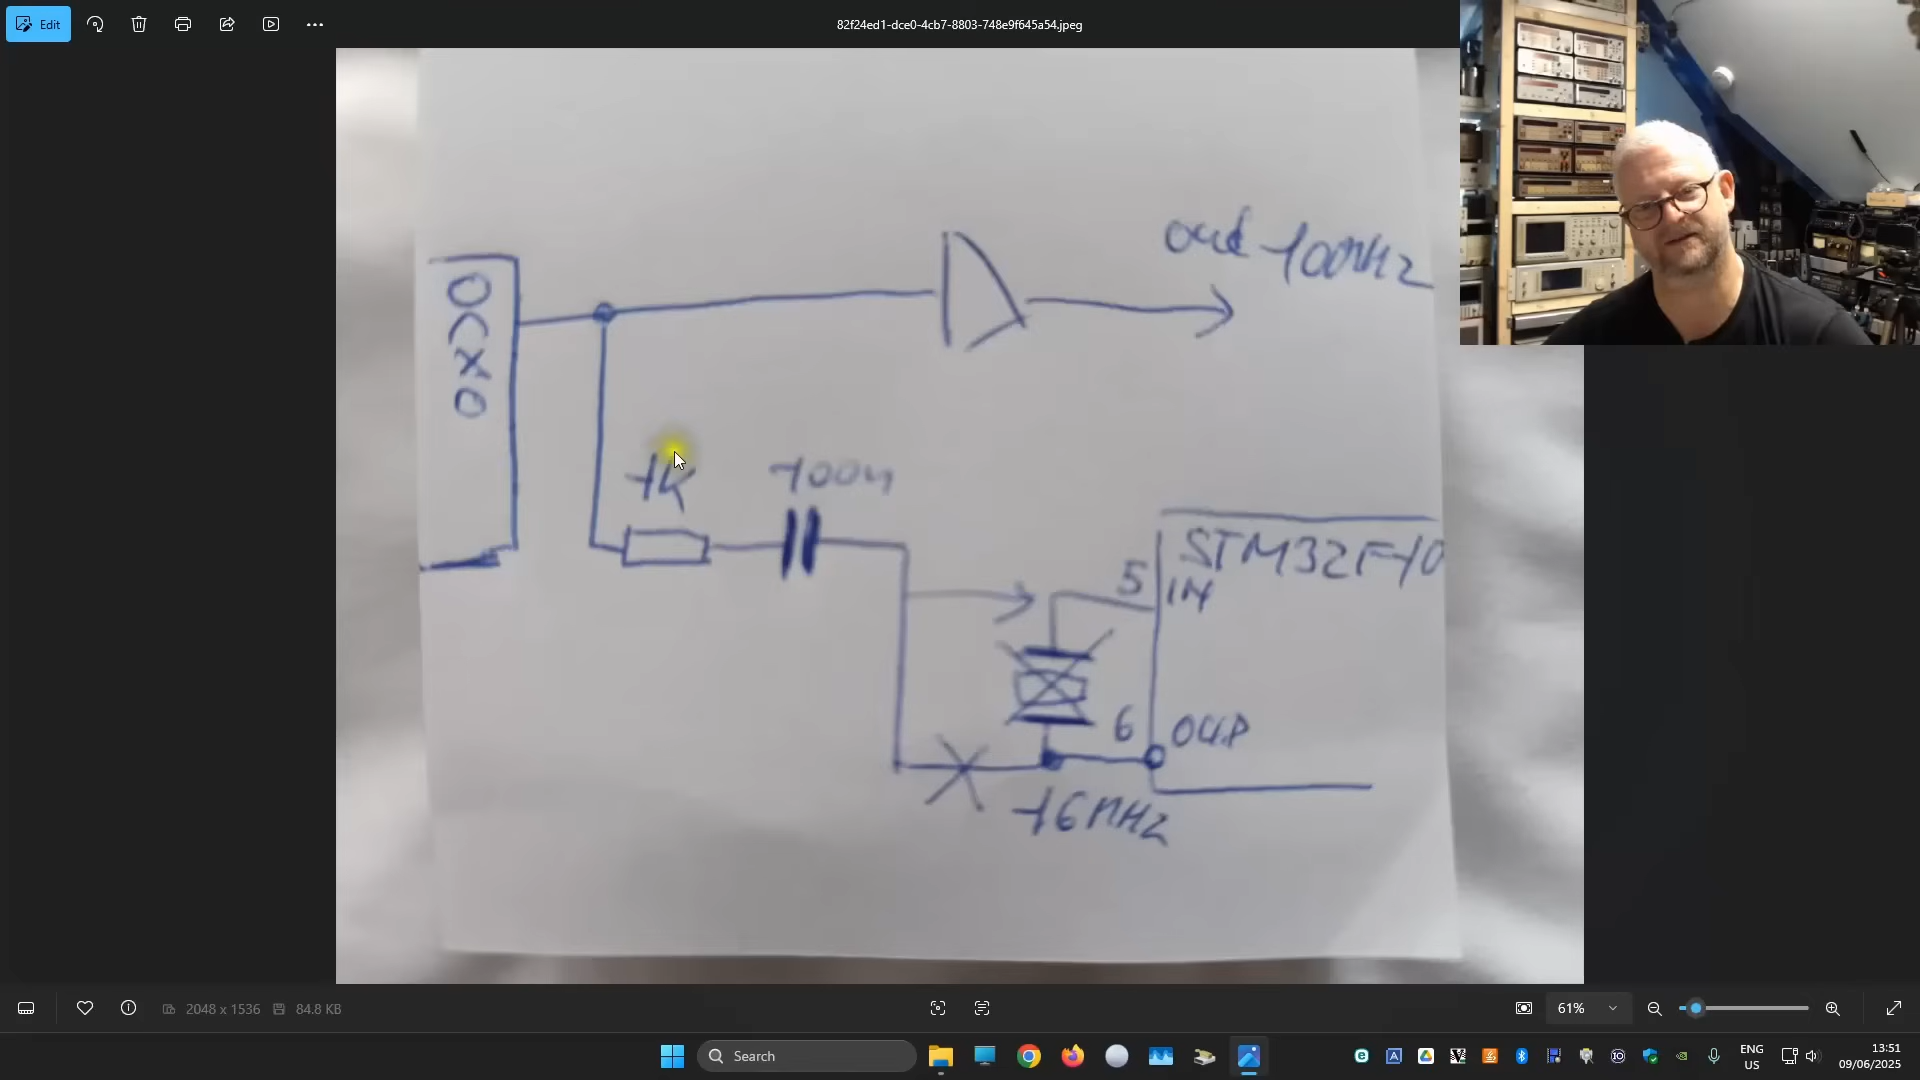 Edit
82f24ed1-dce0-4cb7-8803-748e9f645a54.jpeg
OCXO
out 100MHz
1K
100n
STM32F10
5
IN
6
OUP
16MHz
2048 x 1536
84.8 KB
61%
Search
ENG
US
13:51
09/06/2025